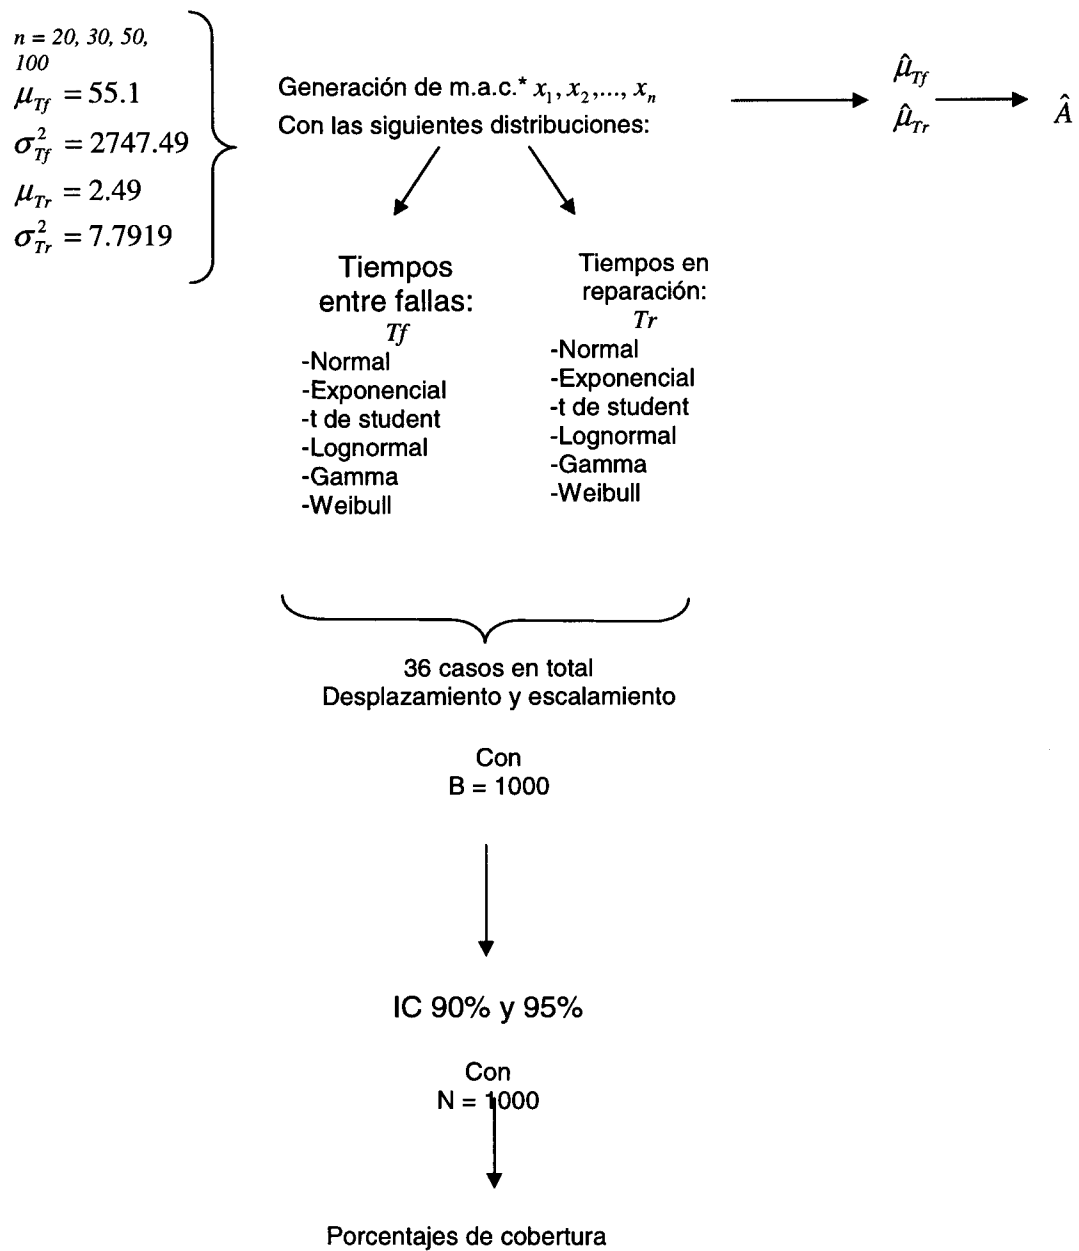 n = 20, 30, 50,
100
μ_Tf = 55.1
σ²_Tf = 2747.49
μ_Tr = 2.49
σ²_Tr = 7.7919
Generación de m.a.c.* x₁, x₂,..., xₙ
Con las siguientes distribuciones:
μ̂_Tf
μ̂_Tr
Â
Tiempos
entre fallas:
Tf
-Normal
-Exponencial
-t de student
-Lognormal
-Gamma
-Weibull
Tiempos en
reparación:
Tr
-Normal
-Exponencial
-t de student
-Lognormal
-Gamma
-Weibull
36 casos en total
Desplazamiento y escalamiento
Con
B = 1000
IC 90% y 95%
Con
N = 1000
Porcentajes de cobertura